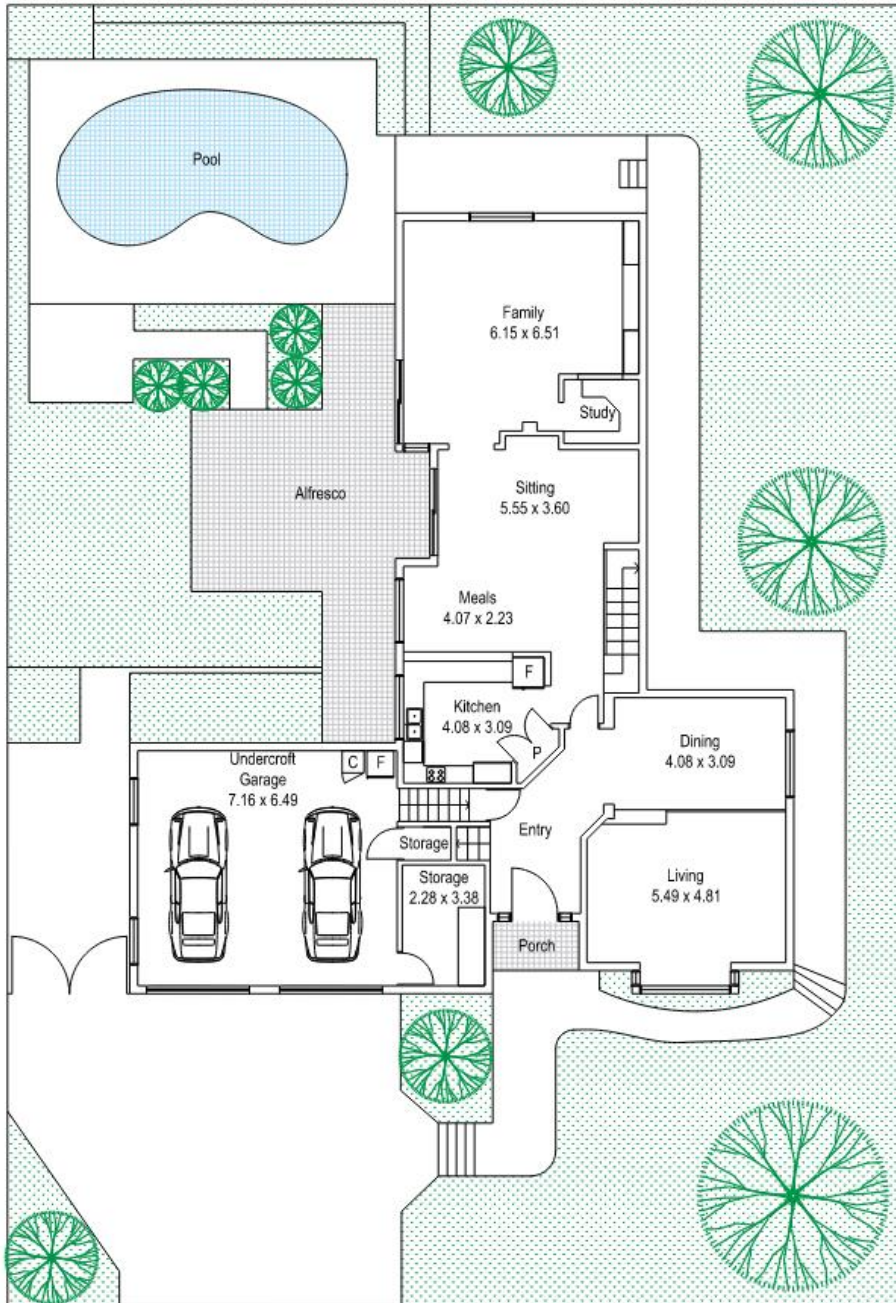 Pool
Family
6.15 x 6.51
Study
Alfresco
Sitting
5.55 x 3.60
Meals
4.07 x 2.23
F
Kitchen
4.08 x 3.09
P
Dining
4.08 x 3.09
Undercroft
Garage
7.16 x 6.49
C
F
Storage
Entry
Storage
2.28 x 3.38
Living
5.49 x 4.81
Porch